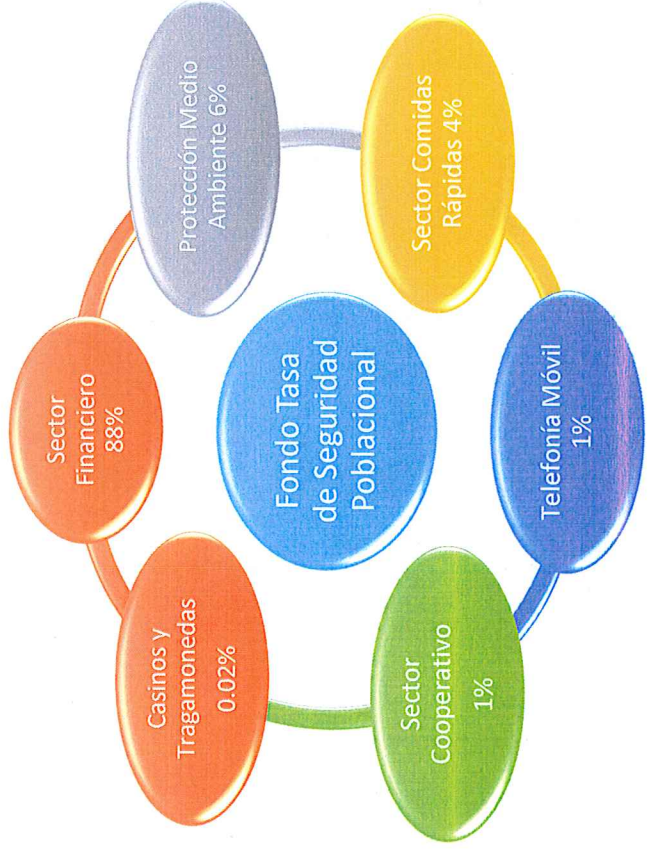 Sector
Financiero
88%
Protección Medio
Ambiente 6%
Sector Comidas
Rápidas 4%
Telefonía Móvil
1%
Sector
Cooperativo
1%
Casinos y
Tragamonedas
0.02%
Fondo Tasa
de Seguridad
Poblacional